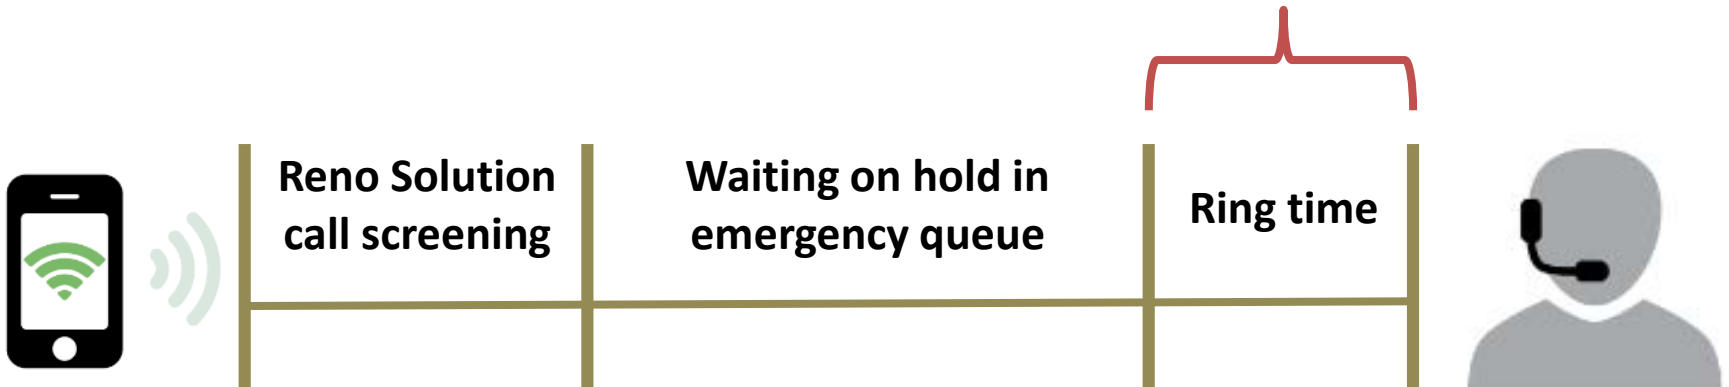 Reno Solution
call screening
Waiting on hold in
emergency queue
Ring time